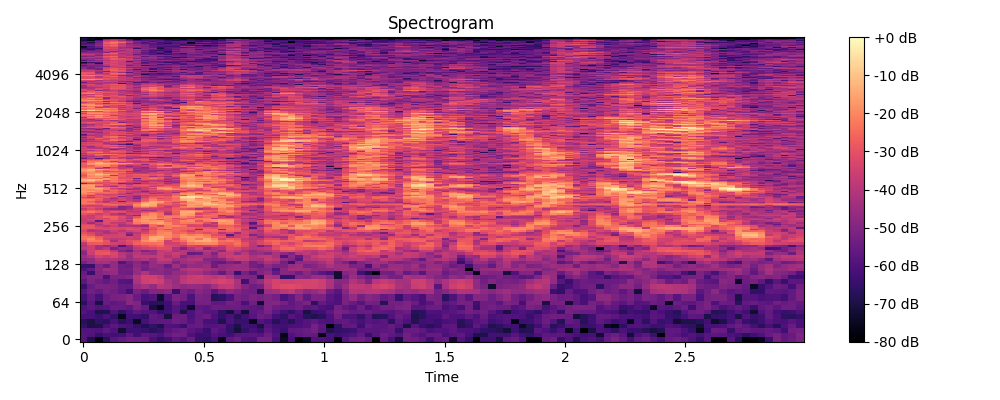 Spectrogram
+0 dB
4096
-10 dB
2048
-20 dB
1024
-30 dB
Hz
512
-40 dB
256
-50 dB
128
-60 dB
64
-70 dB
0
-80 dB
0 0.5 1 1.5 2 2.5
Time